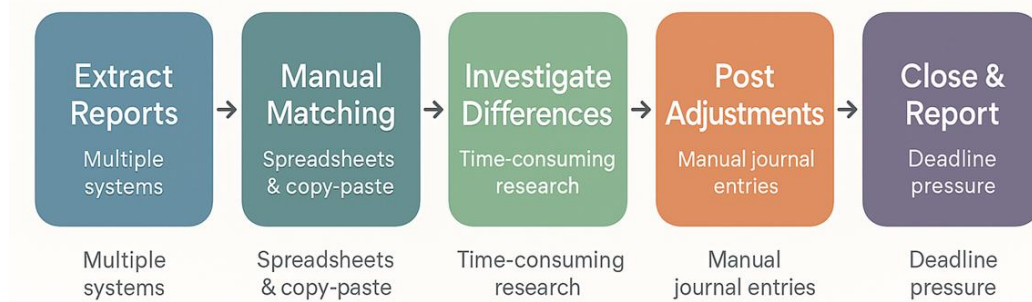 Extract
Reports
Multiple
systems
Manual
Matching
Spreadsheets
& copy-paste
Investigate
Differences
Time-consuming
research
Post
Adjustments
Manual journal
entries
Close &
Report
Deadline
pressure
Multiple
systems
Spreadsheets
& copy-paste
Time-consuming
research
Manual
journal entries
Deadline
pressure